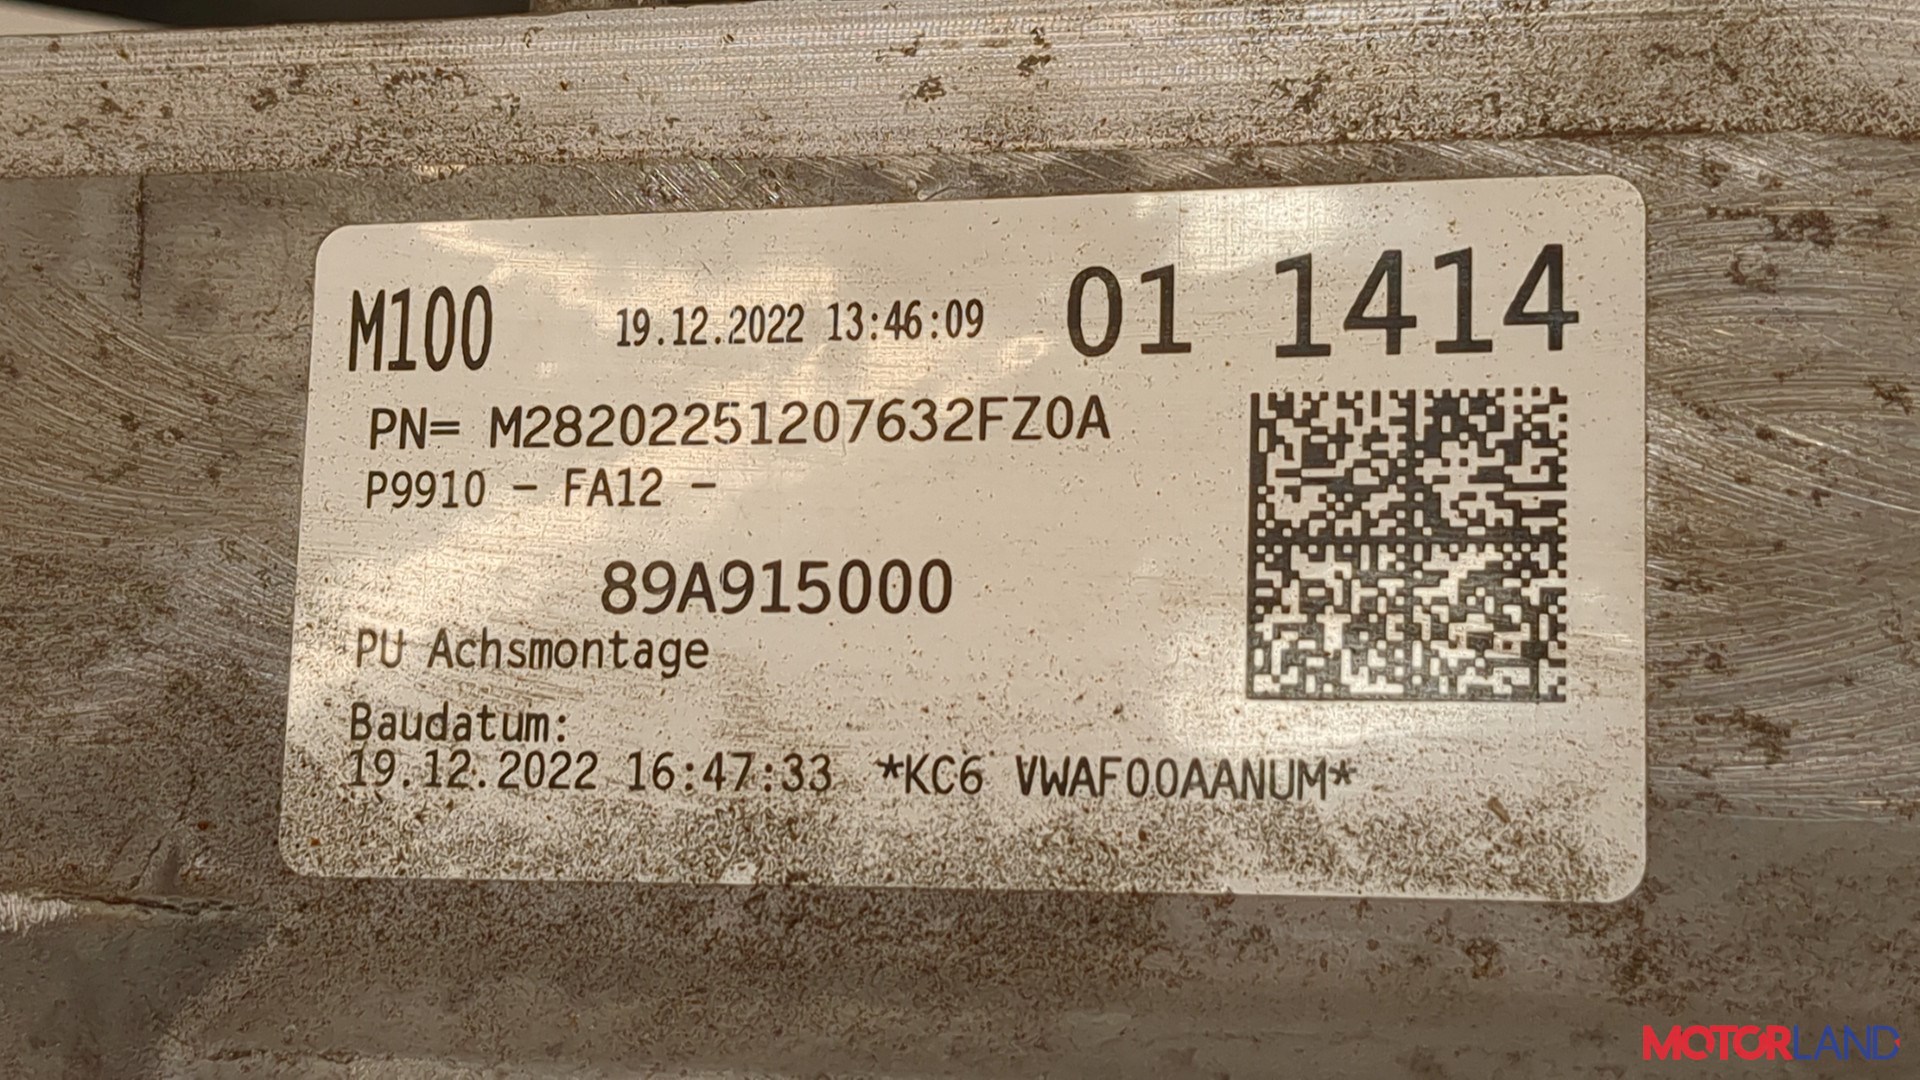 M100 19.12.2022 13:46:09 01 1414
PN= M28202251207632FZ0A
P9910 - FA12 -
89A915000
PU Achsmontage
Baudatum:
19.12.2022 16:47:33 *KC6 VWAF00AANUM*
MOTORLAND